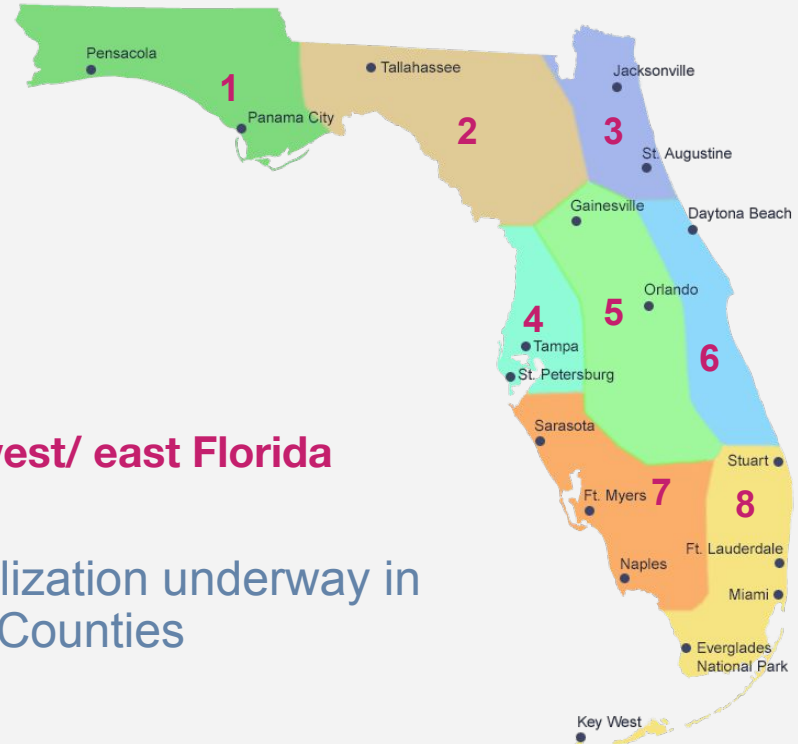 Pensacola
Tallahassee
Jacksonville
1
Panama City
2
3
St. Augustine
Gainesville
Daytona Beach
Orlando
4
5
Tampa
6
St. Petersburg
Sarasota
est/ east Florida
Stuart
Ft. Myers
7
8
Ft. Lauderdale
lization underway in
Naples
Miami
Counties
Everglades
National Park
Key West